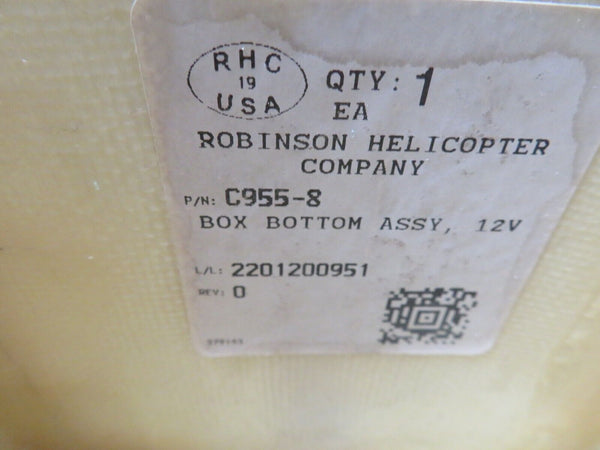 RHC
19
USA
QTY: 1
EA
ROBINSON HELICOPTER
COMPANY
P/N: C955-8
BOX BOTTOM ASSY, 12V
L/L: 2201200951
REV: 0